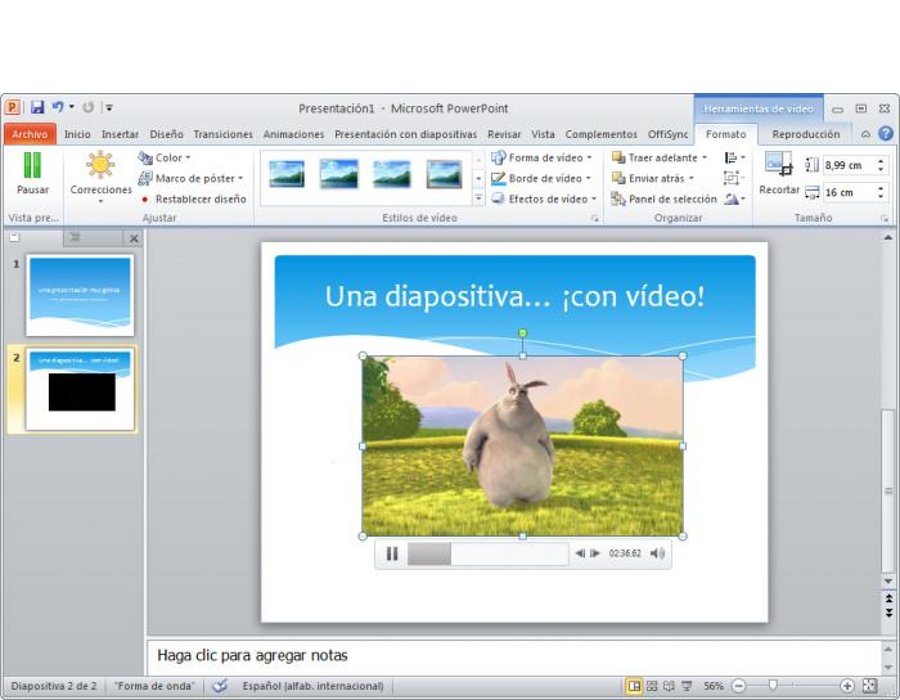 Presentación1 - Microsoft PowerPoint
Herramientas de vídeo
Archivo Inicio Insertar Diseño Transiciones Animaciones Presentación con diapositivas Revisar Vista Complementos OffiSync Formato Reproducción
Pausar
Correcciones
Color
Marco de póster
Restablecer diseño
Forma de vídeo
Borde de vídeo
Efectos de vídeo
Traer adelante
Enviar atrás
Panel de selección
Recortar
8,99 cm
16 cm
Vista pre... Ajustar Estilos de vídeo Organizar Tamaño
1
2
Una diapositiva... ¡con vídeo!
Una diapositiva... ¡con vídeo!
02:36,62
Haga clic para agregar notas
Diapositiva 2 de 2 "Forma de onda" Español (alfab. internacional) 56%